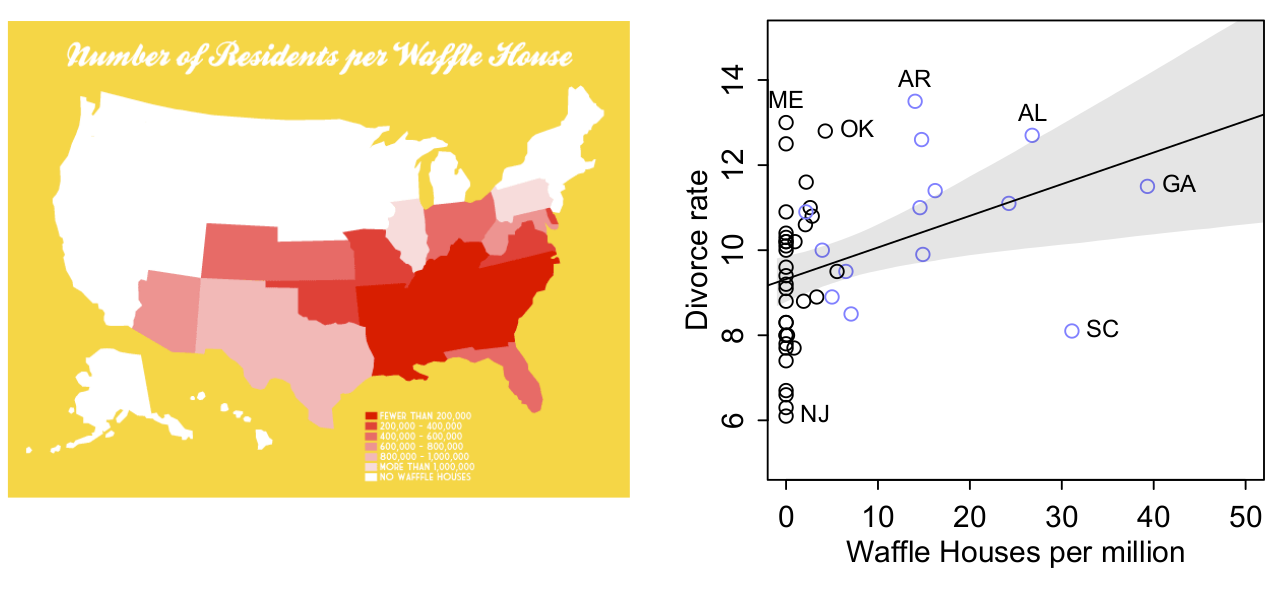 Number of Residents per Waffle House
FEWER THAN 200,000
200,000 - 400,000
400,000 - 600,000
600,000 - 800,000
800,000 - 1,000,000
MORE THAN 1,000,000
NO WAFFFLE HOUSES
Divorce rate
14
12
10
8
6
ME
OK
AR
AL
GA
SC
NJ
0 10 20 30 40 50
Waffle Houses per million